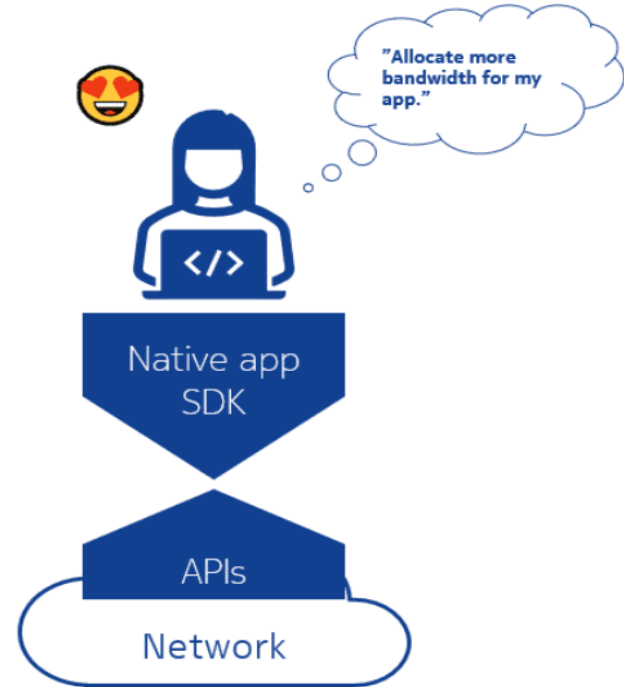 ”Allocate more
bandwidth for my
app.”
</>
Native app
SDK
APIs
Network